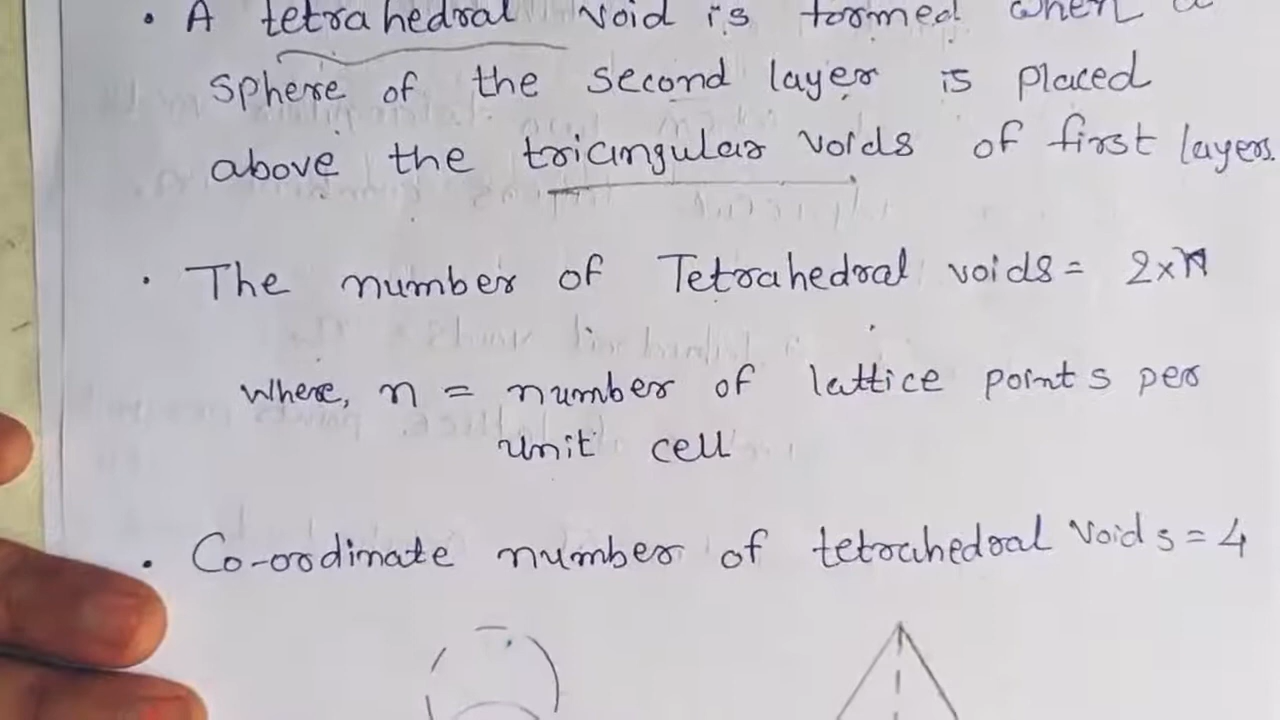 • A tetrahedral void is formed when a
sphere of the second layer is placed
above the triangular voids of first layers.
• The number of Tetrahedral voids = 2×n
where, n = number of lattice points per
unit cell
• Co-ordinate number of tetrahedral voids = 4